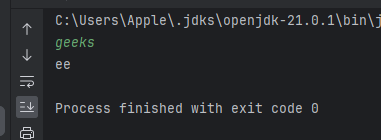 C:\Users\Apple\.jdks\openjdk-21.0.1\bin\j
geeks
ee
Process finished with exit code 0